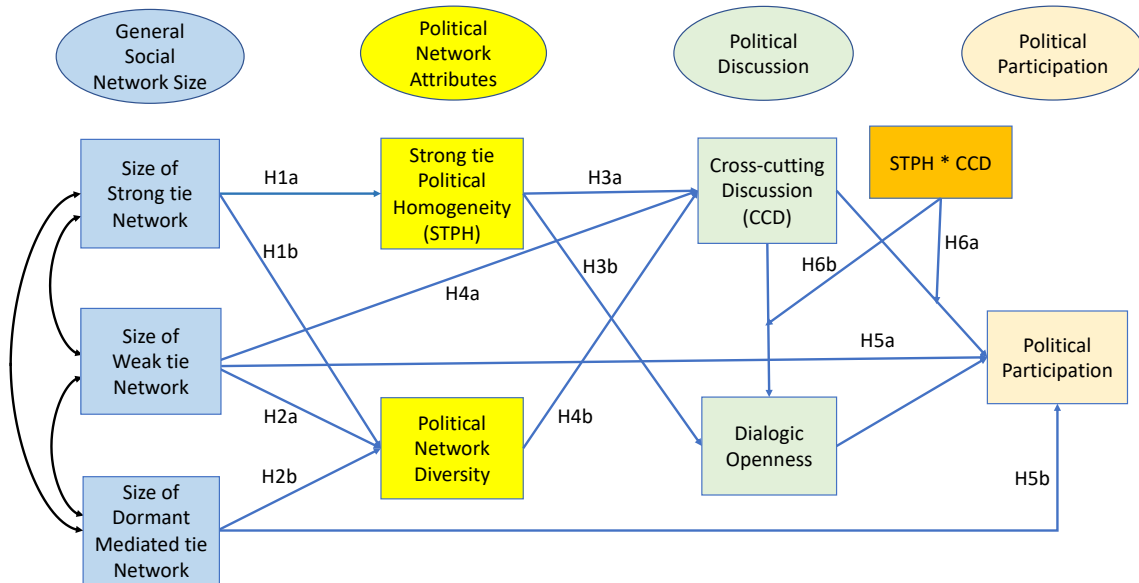 General
Social
Network Size
Political
Network
Attributes
Political
Discussion
Political
Participation
Size of
Strong tie
Network
H1a
Strong tie
Political
Homogeneity
(STPH)
H3a
Cross-cutting
Discussion
(CCD)
STPH * CCD
H1b
H3b
H6b
H6a
H4a
Size of
Weak tie
Network
H5a
Political
Participation
H2a
Political
Network
Diversity
H4b
Dialogic
Openness
H2b
H5b
Size of
Dormant
Mediated tie
Network